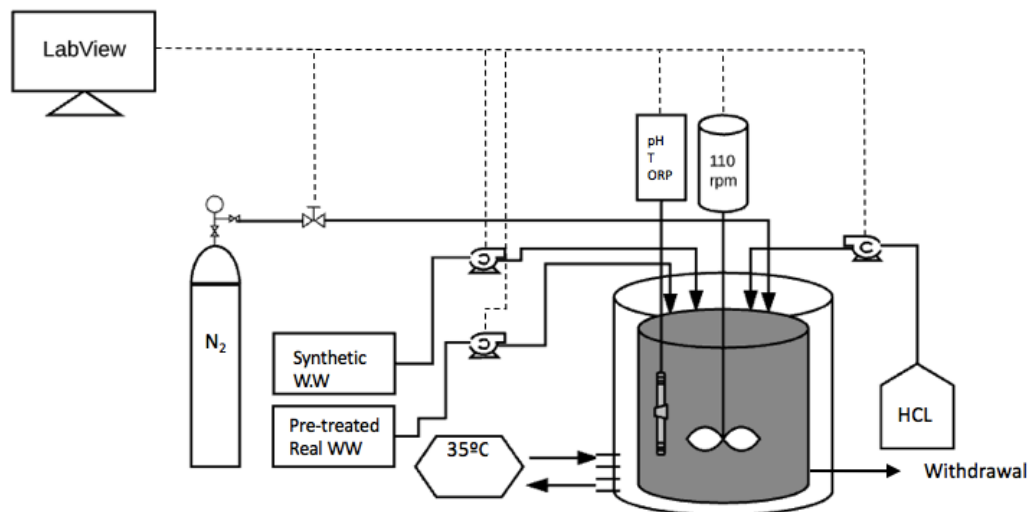 LabView
pH
T
ORP
110
rpm
N₂
Synthetic
W.W
Pre-treated
Real WW
35ºC
HCL
Withdrawal